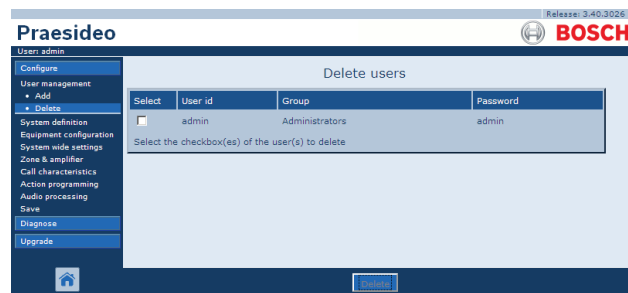 Release: 3.40.3026
Praesideo
BOSCH
User: admin
Configure
User management
• Add
• Delete
System definition
Equipment configuration
System wide settings
Zone & amplifier
Call characteristics
Action programming
Audio processing
Save
Diagnose
Upgrade
Delete users
Select User id Group Password
admin Administrators admin
Select the checkbox(es) of the user(s) to delete
Delete